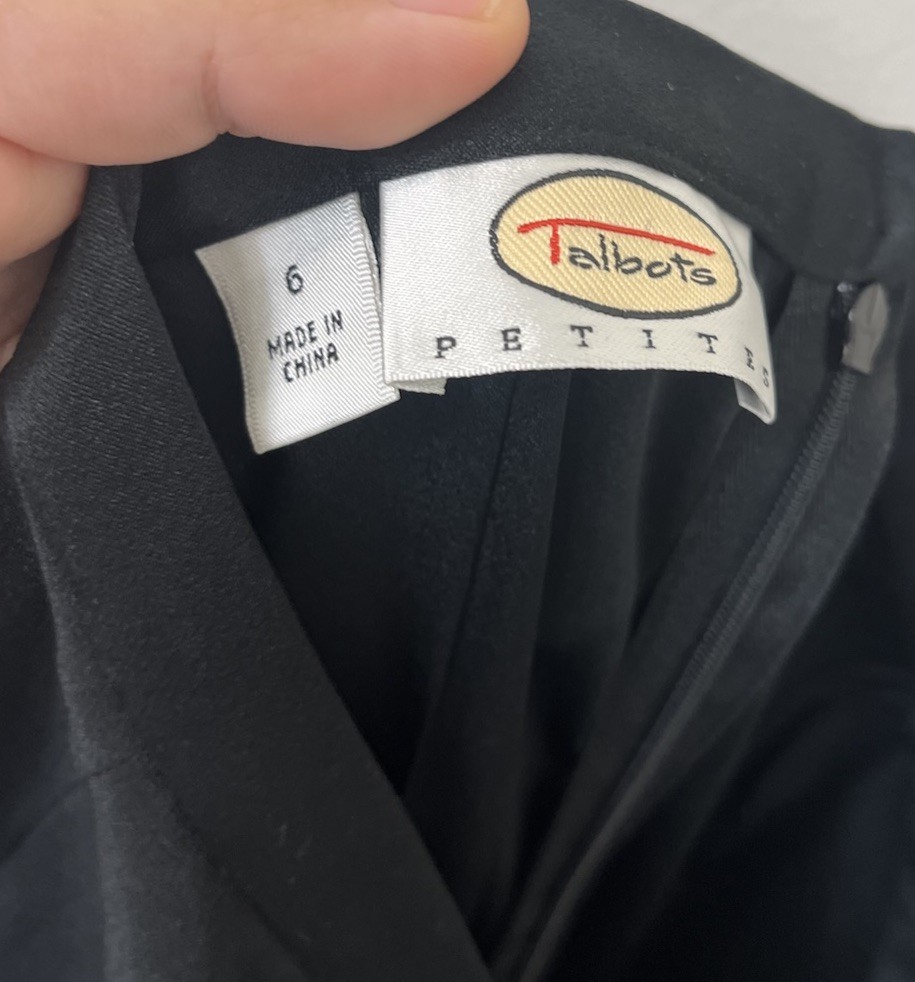 6
MADE IN
CHINA
Talbots
PETITES